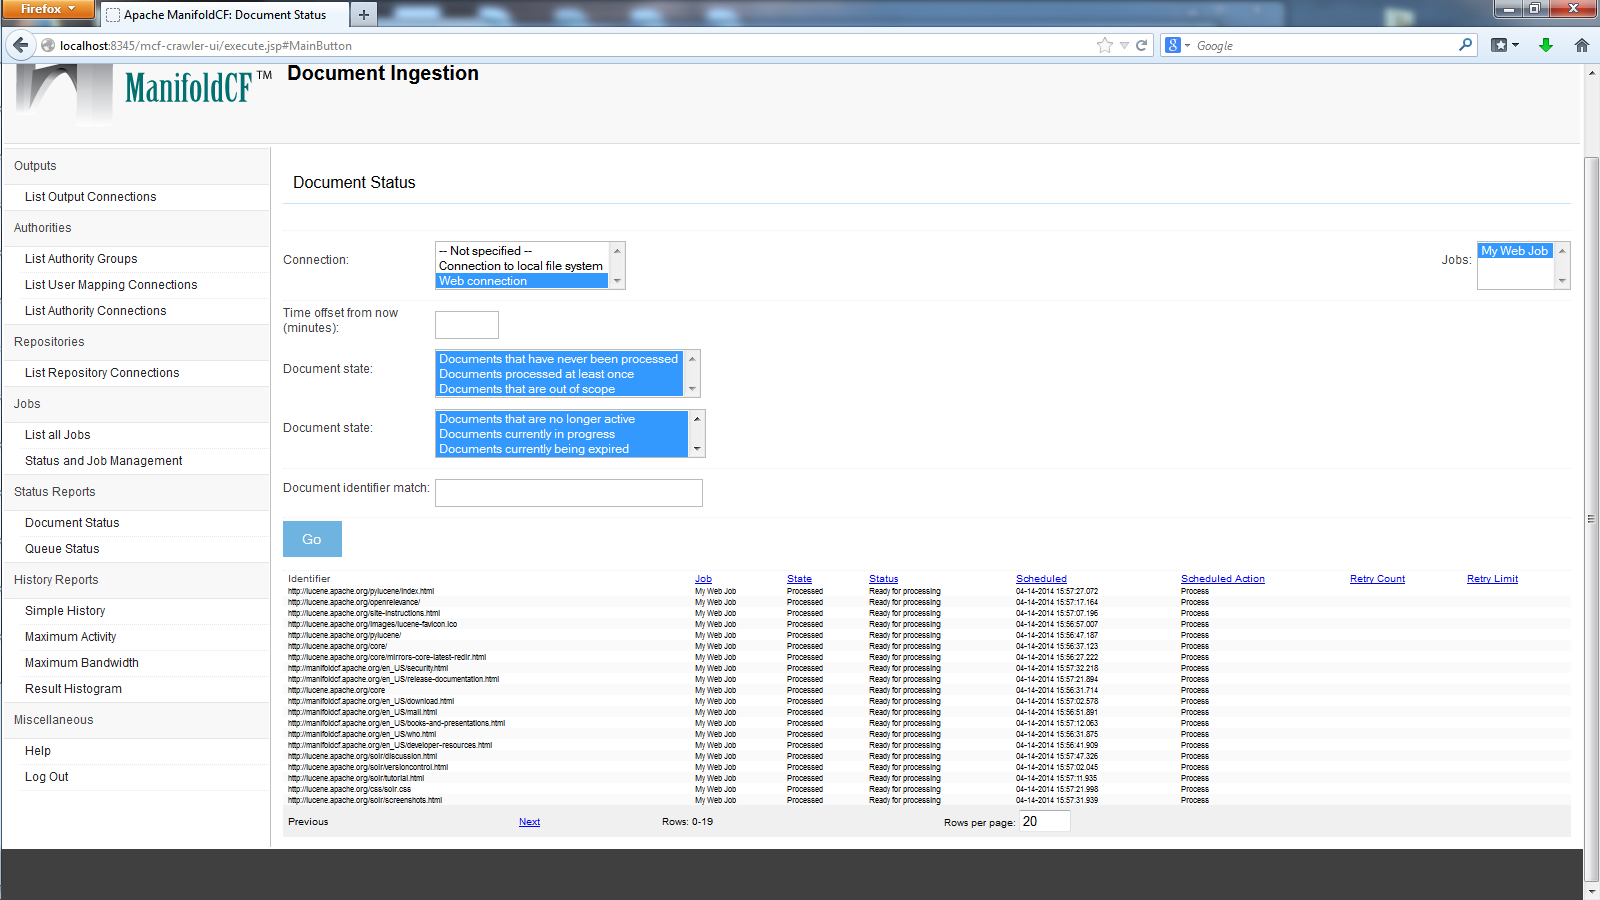 Firefox
Apache ManifoldCF: Document Status
localhost:8345/mcf-crawler-ui/execute.jsp#MainButton
Google
ManifoldCF™
Document Ingestion
Outputs
List Output Connections
Authorities
List Authority Groups
List User Mapping Connections
List Authority Connections
Repositories
List Repository Connections
Jobs
List all Jobs
Status and Job Management
Status Reports
Document Status
Queue Status
History Reports
Simple History
Maximum Activity
Maximum Bandwidth
Result Histogram
Miscellaneous
Help
Log Out
Document Status
Connection:
-- Not specified --
Connection to local file system
Web connection
Jobs:
My Web Job
Time offset from now
(minutes):
Document state:
Documents that have never been processed
Documents processed at least once
Documents that are out of scope
Document state:
Documents that are no longer active
Documents currently in progress
Documents currently being expired
Document identifier match:
Go
Identifier Job State Status Scheduled Scheduled Action Retry Count Retry Limit
http://lucene.apache.org/pylucene/index.html My Web Job Processed Ready for processing 04-14-2014 15:57:27.072 Process
http://lucene.apache.org/openrelevance/ My Web Job Processed Ready for processing 04-14-2014 15:57:17.164 Process
http://lucene.apache.org/site-instructions.html My Web Job Processed Ready for processing 04-14-2014 15:57:07.196 Process
http://lucene.apache.org/images/lucene-favicon.ico My Web Job Processed Ready for processing 04-14-2014 15:56:57.007 Process
http://lucene.apache.org/pylucene/ My Web Job Processed Ready for processing 04-14-2014 15:56:47.187 Process
http://lucene.apache.org/core/ My Web Job Processed Ready for processing 04-14-2014 15:56:37.123 Process
http://lucene.apache.org/core/mirrors-core-latest-redir.html My Web Job Processed Ready for processing 04-14-2014 15:56:27.222 Process
http://manifoldcf.apache.org/en_US/security.html My Web Job Processed Ready for processing 04-14-2014 15:57:32.218 Process
http://manifoldcf.apache.org/en_US/release-documentation.html My Web Job Processed Ready for processing 04-14-2014 15:57:21.894 Process
http://lucene.apache.org/core My Web Job Processed Ready for processing 04-14-2014 15:56:31.714 Process
http://manifoldcf.apache.org/en_US/download.html My Web Job Processed Ready for processing 04-14-2014 15:57:02.578 Process
http://manifoldcf.apache.org/en_US/mail.html My Web Job Processed Ready for processing 04-14-2014 15:56:51.891 Process
http://manifoldcf.apache.org/en_US/books-and-presentations.html My Web Job Processed Ready for processing 04-14-2014 15:57:12.063 Process
http://manifoldcf.apache.org/en_US/who.html My Web Job Processed Ready for processing 04-14-2014 15:56:31.875 Process
http://manifoldcf.apache.org/en_US/developer-resources.html My Web Job Processed Ready for processing 04-14-2014 15:56:41.909 Process
http://lucene.apache.org/solr/discussion.html My Web Job Processed Ready for processing 04-14-2014 15:57:47.326 Process
http://lucene.apache.org/solr/versioncontrol.html My Web Job Processed Ready for processing 04-14-2014 15:57:02.045 Process
http://lucene.apache.org/solr/tutorial.html My Web Job Processed Ready for processing 04-14-2014 15:57:11.935 Process
http://lucene.apache.org/css/solr.css My Web Job Processed Ready for processing 04-14-2014 15:57:21.998 Process
http://lucene.apache.org/solr/screenshots.html My Web Job Processed Ready for processing 04-14-2014 15:57:31.939 Process
Previous Next Rows: 0-19 Rows per page: 20